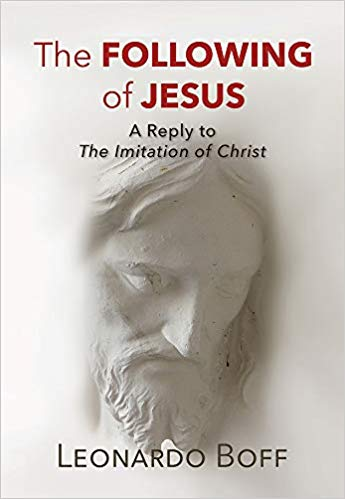 The FOLLOWING
of JESUS
A Reply to
The Imitation of Christ
LEONARDO BOFF